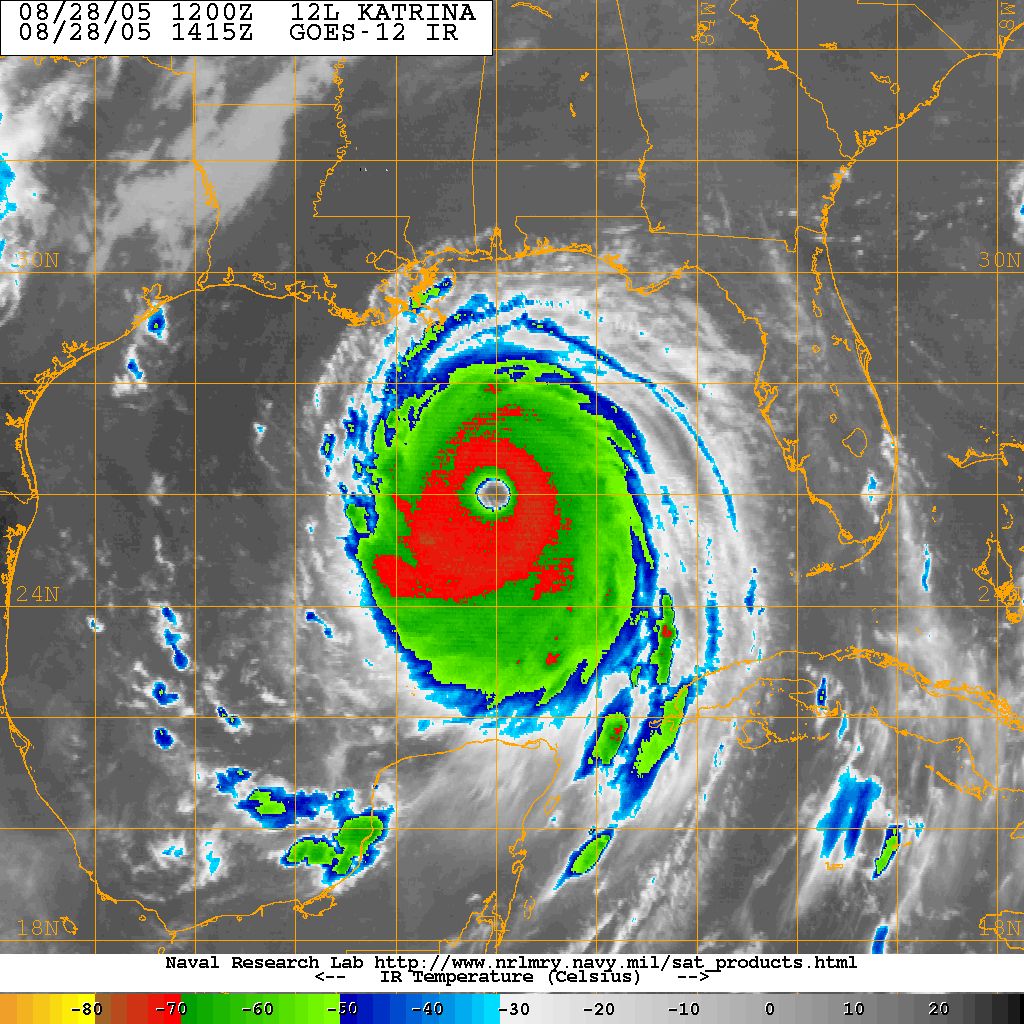 08/28/05 1200Z 12L KATRINA
08/28/05 1415Z GOES-12 IR
30N 30N
24N
18N 18N
Naval Research Lab http://www.nrlmry.navy.mil/sat_products.html
<-- IR Temperature (Celsius) -->
-80 -70 -60 -50 -40 -30 -20 -10 0 10 20